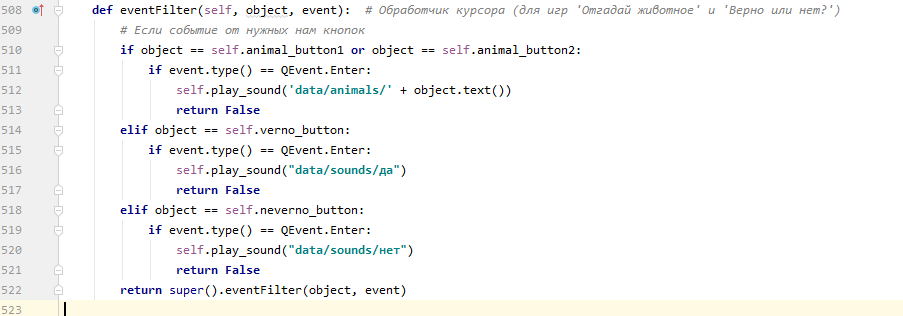 508 def eventFilter(self, object, event):  # Обработчик курсора (для игр 'Отгадай животное' и 'Верно или нет?')
509     # Если событие от нужных нам кнопок
510     if object == self.animal_button1 or object == self.animal_button2:
511         if event.type() == QEvent.Enter:
512             self.play_sound('data/animals/' + object.text())
513             return False
514     elif object == self.verno_button:
515         if event.type() == QEvent.Enter:
516             self.play_sound("data/sounds/да")
517             return False
518     elif object == self.neverno_button:
519         if event.type() == QEvent.Enter:
520             self.play_sound("data/sounds/нет")
521             return False
522     return super().eventFilter(object, event)
523